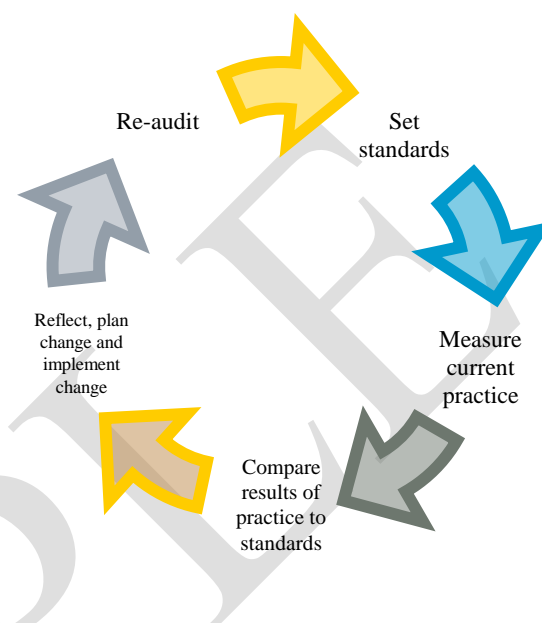 Re-audit
Set
standards
Measure
current
practice
Compare
results of
practice to
standards
Reflect, plan
change and
implement
change